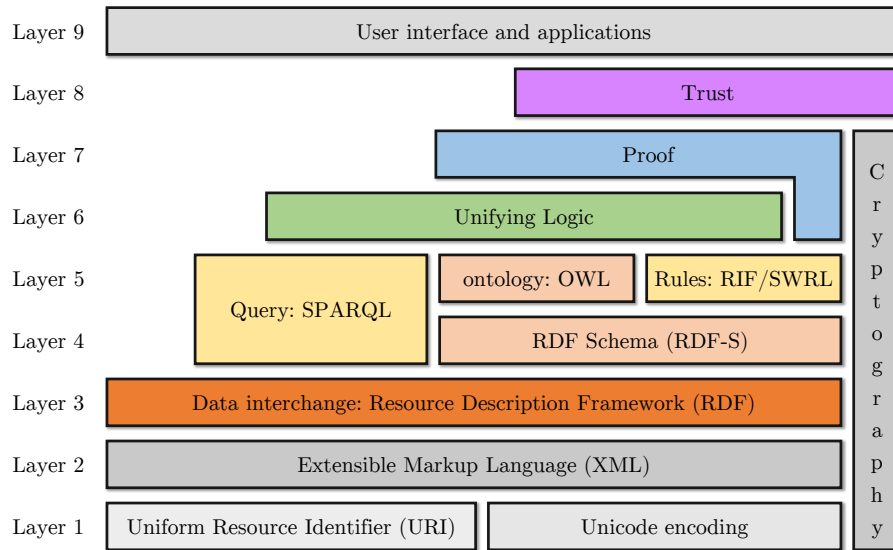 Layer 9
User interface and applications
Layer 8
Trust
Layer 7
Proof
Layer 6
Unifying Logic
Layer 5
ontology: OWL
Rules: RIF/SWRL
Query: SPARQL
Layer 4
RDF Schema (RDF-S)
Layer 3
Data interchange: Resource Description Framework (RDF)
Layer 2
Extensible Markup Language (XML)
Layer 1
Uniform Resource Identifier (URI)
Unicode encoding
Cryptography